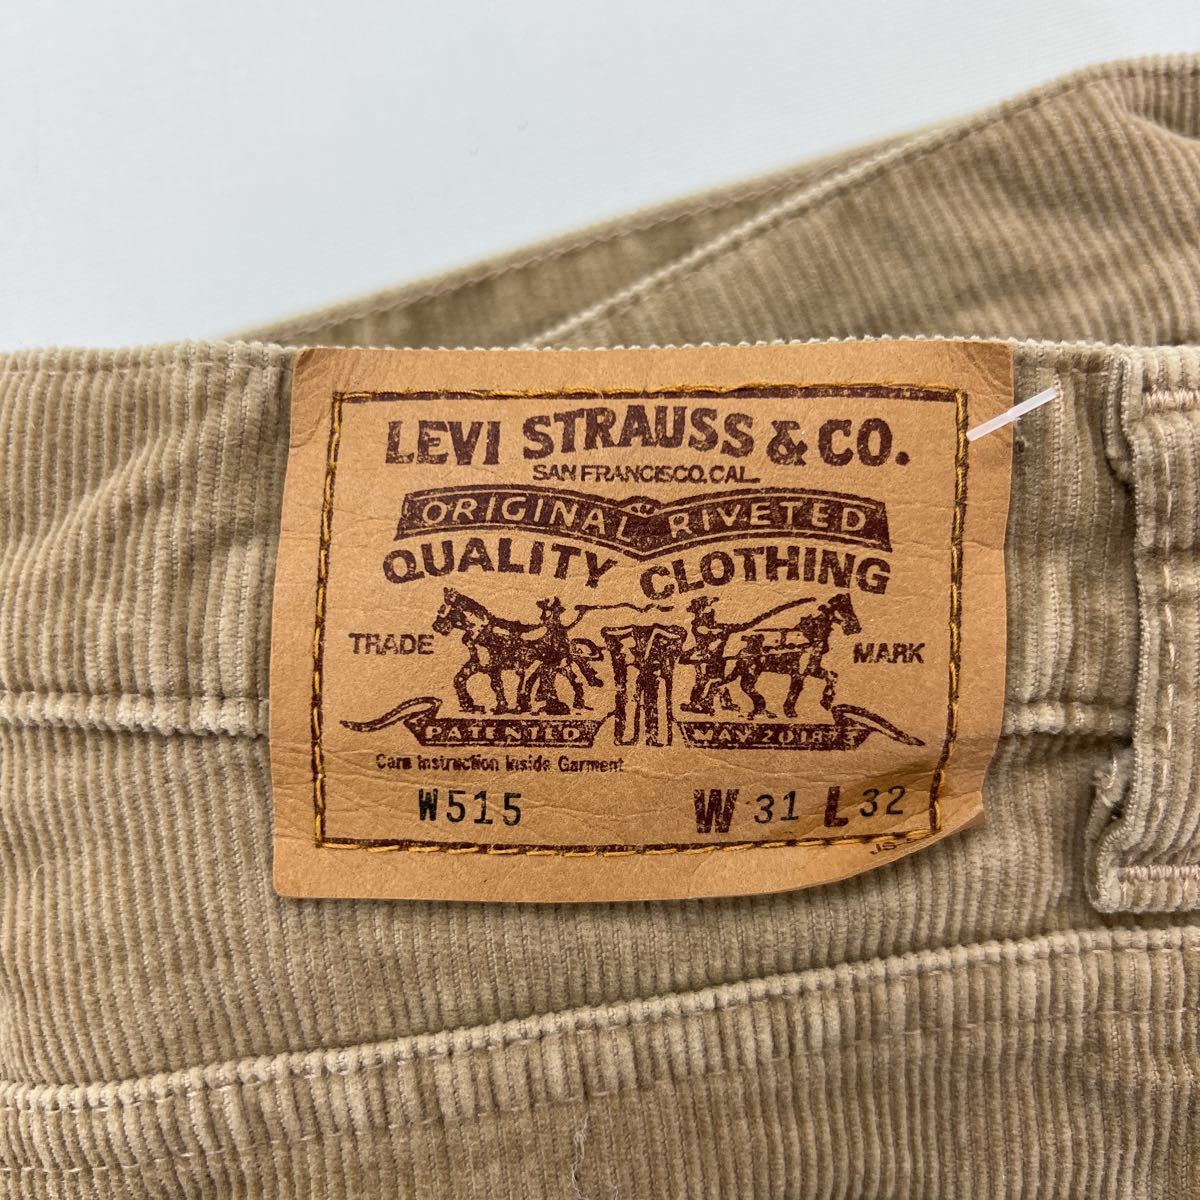 LEVI STRAUSS & CO.
SAN FRANCISCO, CAL.
ORIGINAL RIVETED
QUALITY CLOTHING
TRADE MARK
PATENTED MAY 20 1873
Care Instruction Inside Garment
W515 W 31 L 32